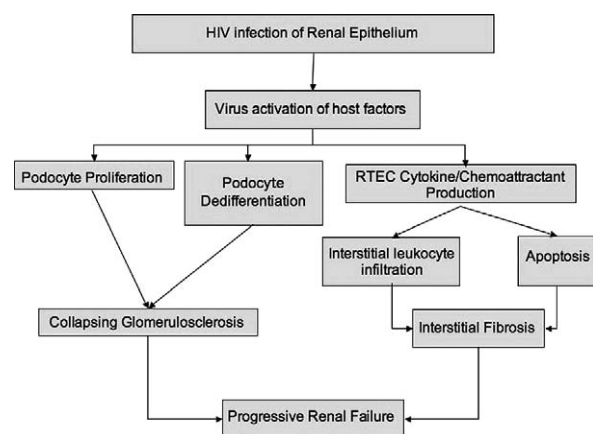 HIV infection of Renal Epithelium
Virus activation of host factors
Podocyte Proliferation
Podocyte
Dedifferentiation
RTEC Cytokine/Chemoattractant
Production
Interstitial leukocyte
infiltration
Apoptosis
Collapsing Glomerulosclerosis
Interstitial Fibrosis
Progressive Renal Failure